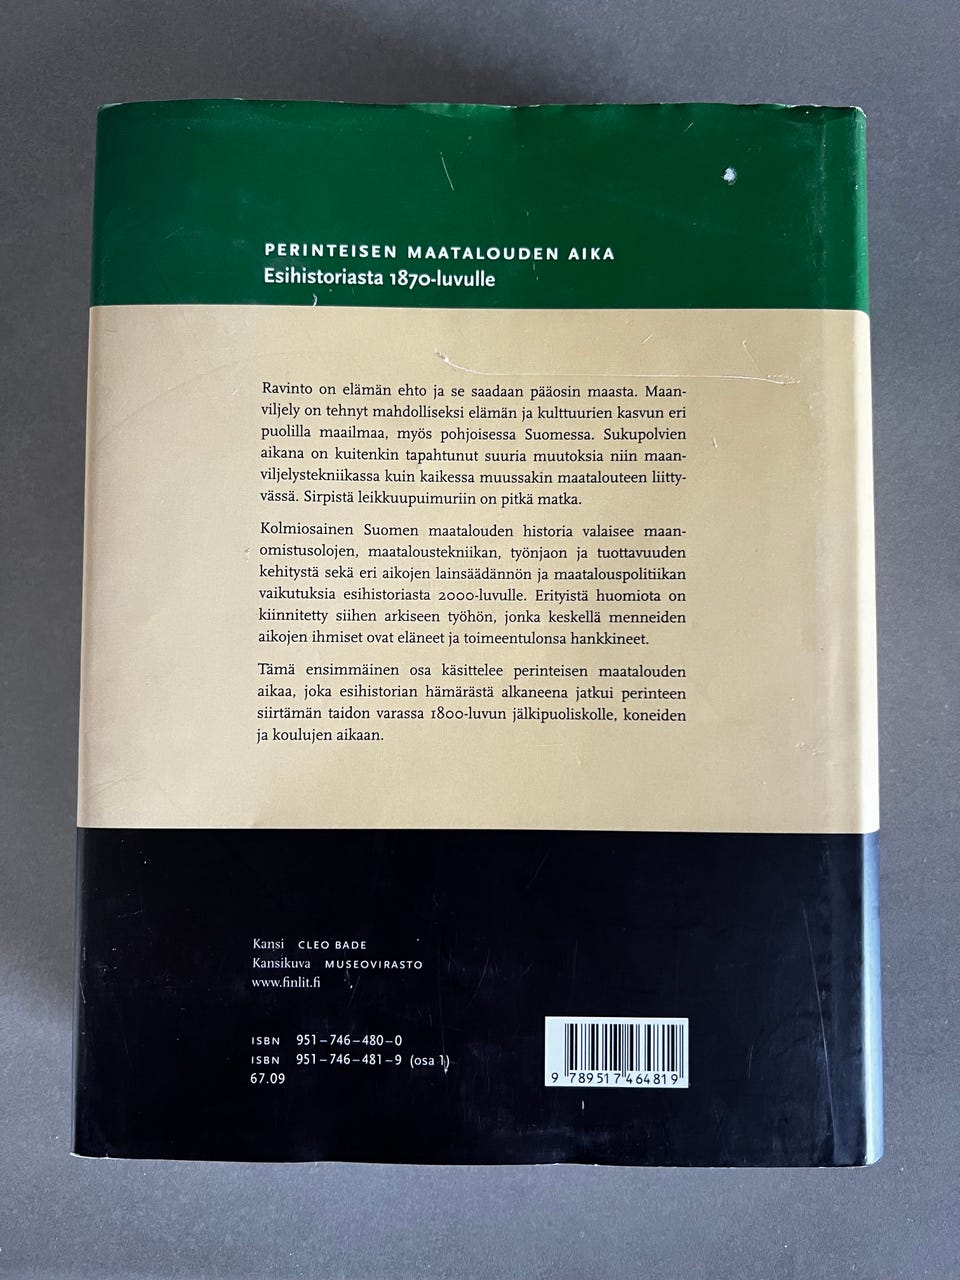 PERINTEISEN MAATALOUDEN AIKA
Esihistoriasta 1870-luvulle
Ravinto on elämän ehto ja se saadaan pääosin maasta. Maan-
viljely on tehnyt mahdolliseksi elämän ja kulttuurien kasvun eri
puolilla maailmaa, myös pohjoisessa Suomessa. Sukupolvien
aikana on kuitenkin tapahtunut suuria muutoksia niin maan-
viljelystekniikassa kuin kaikessa muussakin maatalouteen liitty-
vässä. Sirpistä leikkuupuimuriin on pitkä matka.
Kolmiosainen Suomen maatalouden historia valaisee maan-
omistusolojen, maataloustekniikan, työnjaon ja tuottavuuden
kehitystä sekä eri aikojen lainsäädännön ja maatalouspolitiikan
vaikutuksia esihistoriasta 2000-luvulle. Erityistä huomiota on
kiinnitetty siihen arkiseen työhön, jonka keskellä menneiden
aikojen ihmiset ovat eläneet ja toimeentulonsa hankkineet.
Tämä ensimmäinen osa käsittelee perinteisen maatalouden
aikaa, joka esihistorian hämärästä alkaneena jatkui perinteen
siirtämän taidon varassa 1800-luvun jälkipuoliskolle, koneiden
ja koulujen aikaan.
Kansi CLEO BADE
Kansikuva MUSEOVIRASTO
www.finlit.fi
ISBN 951–746–480–0
ISBN 951–746–481–9 (osa 1)
67.09
9 789517 464819